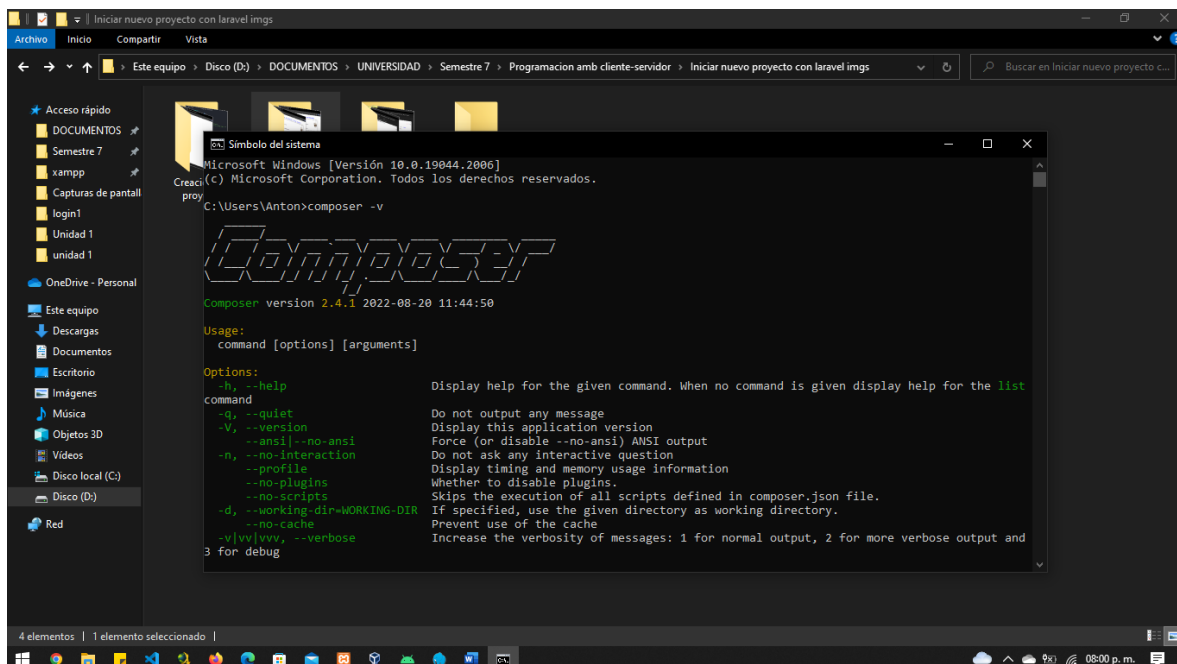 Iniciar nuevo proyecto con laravel imgs
Archivo Inicio Compartir Vista
Este equipo > Disco (D:) > DOCUMENTOS > UNIVERSIDAD > Semestre 7 > Programacion amb cliente-servidor > Iniciar nuevo proyecto con laravel imgs
Buscar en Iniciar nuevo proyecto c...
Acceso rápido
DOCUMENTOS
Semestre 7
xampp
Capturas de pantall
login1
Unidad 1
unidad 1
OneDrive - Personal
Este equipo
Descargas
Documentos
Escritorio
Imágenes
Música
Objetos 3D
Vídeos
Disco local (C:)
Disco (D:)
Red
Creaci
proy
Símbolo del sistema
Microsoft Windows [Versión 10.0.19044.2006]
(c) Microsoft Corporation. Todos los derechos reservados.
C:\Users\Anton>composer -v
Composer
Composer version 2.4.1 2022-08-20 11:44:50
Usage:
command [options] [arguments]
Options:
-h, --help Display help for the given command. When no command is given display help for the list
command
-q, --quiet Do not output any message
-V, --version Display this application version
--ansi|--no-ansi Force (or disable --no-ansi) ANSI output
-n, --no-interaction Do not ask any interactive question
--profile Display timing and memory usage information
--no-plugins Whether to disable plugins.
--no-scripts Skips the execution of all scripts defined in composer.json file.
-d, --working-dir=WORKING-DIR If specified, use the given directory as working directory.
--no-cache Prevent use of the cache
-v|vv|vvv, --verbose Increase the verbosity of messages: 1 for normal output, 2 for more verbose output and
3 for debug
4 elementos | 1 elemento seleccionado |
08:00 p. m.